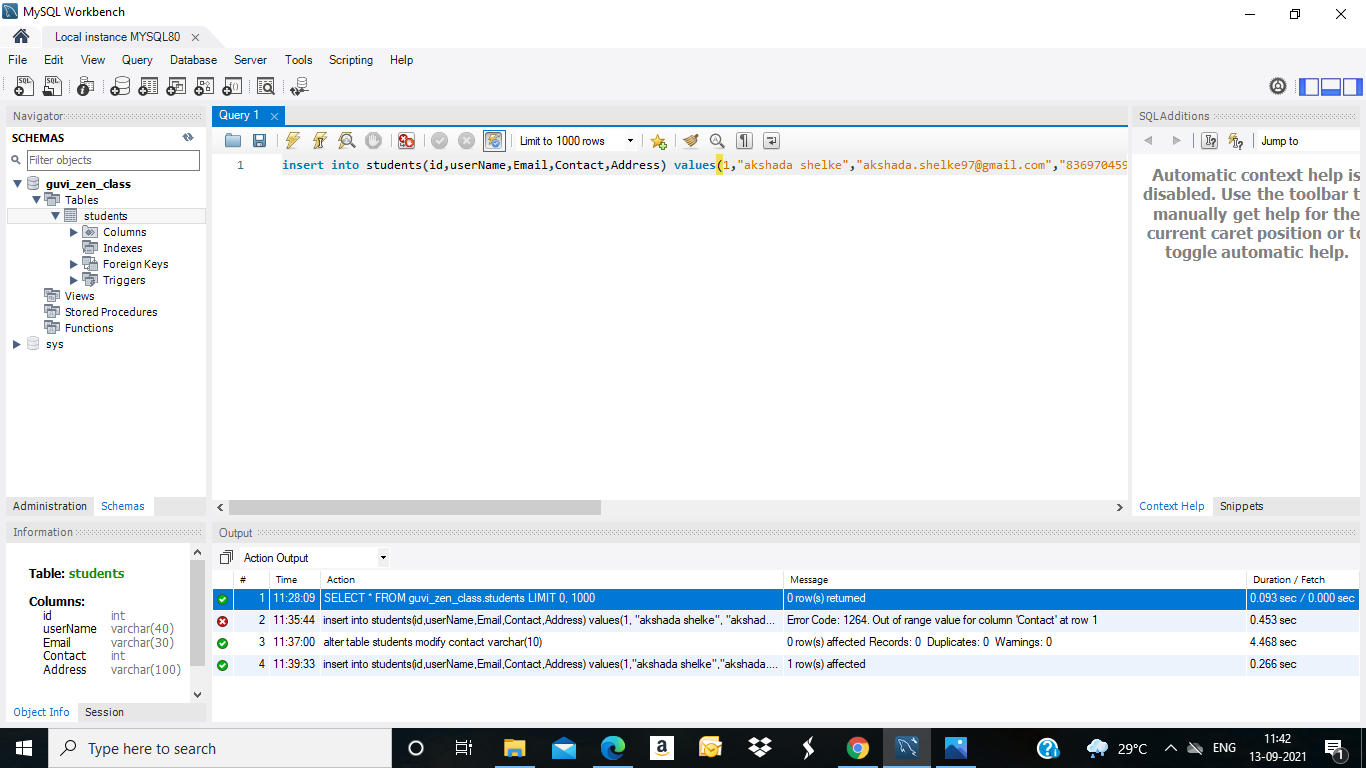 MySQL Workbench
Local instance MYSQL80
File Edit View Query Database Server Tools Scripting Help
Navigator
SCHEMAS
Filter objects
guvi_zen_class
Tables
students
Columns
Indexes
Foreign Keys
Triggers
Views
Stored Procedures
Functions
sys
Administration Schemas
Information
Table: students
Columns:
id int
userName varchar(40)
Email varchar(30)
Contact int
Address varchar(100)
Object Info Session
Query 1
Limit to 1000 rows
1 insert into students(id,userName,Email,Contact,Address) values(1,"akshada shelke","akshada.shelke97@gmail.com","836970459
SQLAdditions
Jump to
Automatic context help is
disabled. Use the toolbar t
manually get help for the
current caret position or to
toggle automatic help.
Context Help Snippets
Output
Action Output
# Time Action Message Duration / Fetch
1 11:28:09 SELECT * FROM guvi_zen_class.students LIMIT 0, 1000 0 row(s) returned 0.093 sec / 0.000 sec
2 11:35:44 insert into students(id,userName,Email,Contact,Address) values(1, "akshada shelke", "akshad... Error Code: 1264. Out of range value for column 'Contact' at row 1 0.453 sec
3 11:37:00 alter table students modify contact varchar(10) 0 row(s) affected Records: 0 Duplicates: 0 Warnings: 0 4.468 sec
4 11:39:33 insert into students(id,userName,Email,Contact,Address) values(1,"akshada shelke","akshada.... 1 row(s) affected 0.266 sec
Type here to search
29°C ENG
11:42
13-09-2021
1